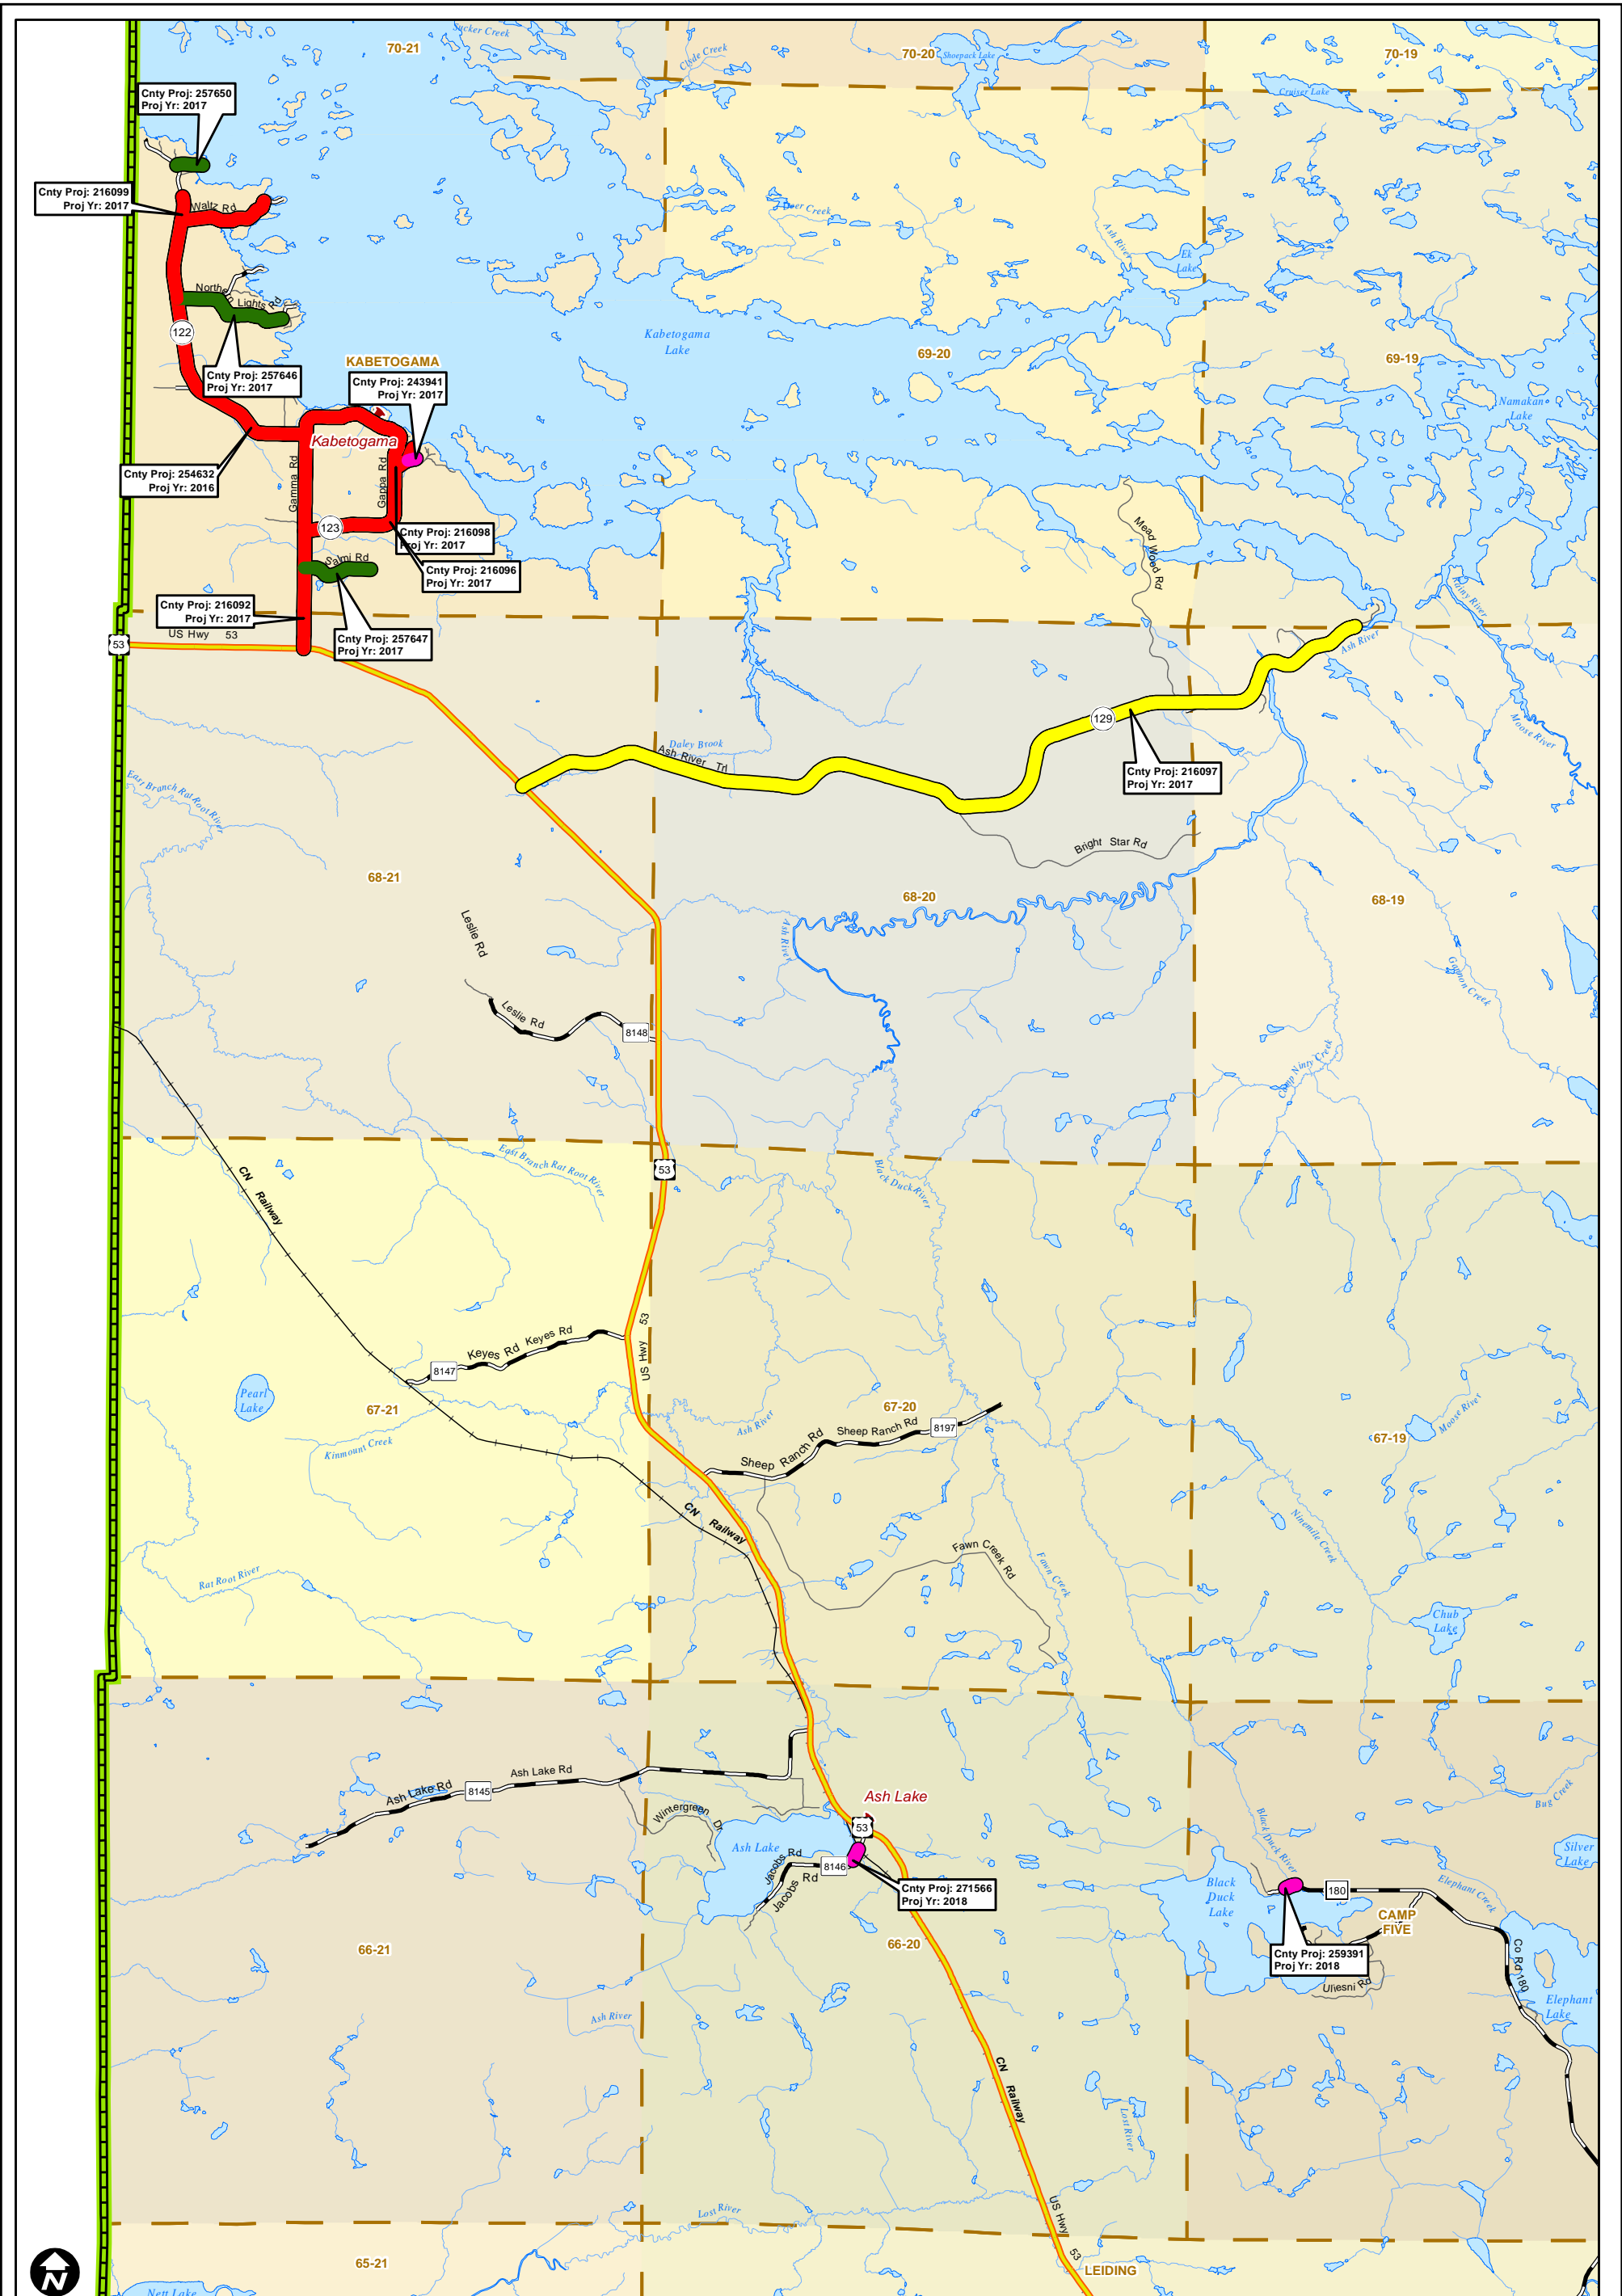 70-21
Sucker Creek
Clyde Creek
70-20
Shoepack Lake
70-19
Cruiser Lake
Cnty Proj: 257650
Proj Yr: 2017
Cnty Proj: 216099
Proj Yr: 2017
Waltz Rd
Deer Creek
Ash River
Ek
Lake
Northern Lights Rd
122
Kabetogama
Lake
69-20
69-19
KABETOGAMA
Cnty Proj: 257646
Proj Yr: 2017
Cnty Proj: 243941
Proj Yr: 2017
Namakan
Lake
Kabetogama
Cnty Proj: 254632
Proj Yr: 2016
Gamma Rd
Gappa Rd
123
Cnty Proj: 216098
Proj Yr: 2017
Mead Wood Rd
Salmi Rd
Cnty Proj: 216096
Proj Yr: 2017
Rainy River
Cnty Proj: 216092
Proj Yr: 2017
US Hwy 53
53
Cnty Proj: 257647
Proj Yr: 2017
Ash River
Moose River
129
Daley Brook
Ash River Trl
Cnty Proj: 216097
Proj Yr: 2017
East Branch Rat Root River
Bright Star Rd
68-21
68-20
68-19
Leslie Rd
Ash River
Gannon Creek
Leslie Rd
8148
Camp Ninty Creek
CN Railway
East Branch Rat Root River
53
Black Duck River
US Hwy 53
Keyes Rd Keyes Rd
8147
Pearl
Lake
67-21
67-20
Ash River
Sheep Ranch Rd
Sheep Ranch Rd
8197
Moose River
67-19
Kinmount Creek
CN Railway
Fawn Creek Rd
Fawn Creek
Ninemile Creek
Rat Root River
Chub
Lake
Ash Lake Rd
8145
Ash Lake Rd
Wintergreen Dr
Ash Lake
53
Ash Lake
Jacobs Rd
Jacobs Rd
8146
Cnty Proj: 271566
Proj Yr: 2018
Black Duck River
Bug Creek
Silver
Lake
Black
Duck
Lake
180
Elephant Creek
CAMP
FIVE
66-21
66-20
Cnty Proj: 259391
Proj Yr: 2018
Co Rd 180
Elephant
Lake
Ash River
CN Railway
Lost River
Lost River
US Hwy 53
65-21
LEIDING
N
Nett Lake